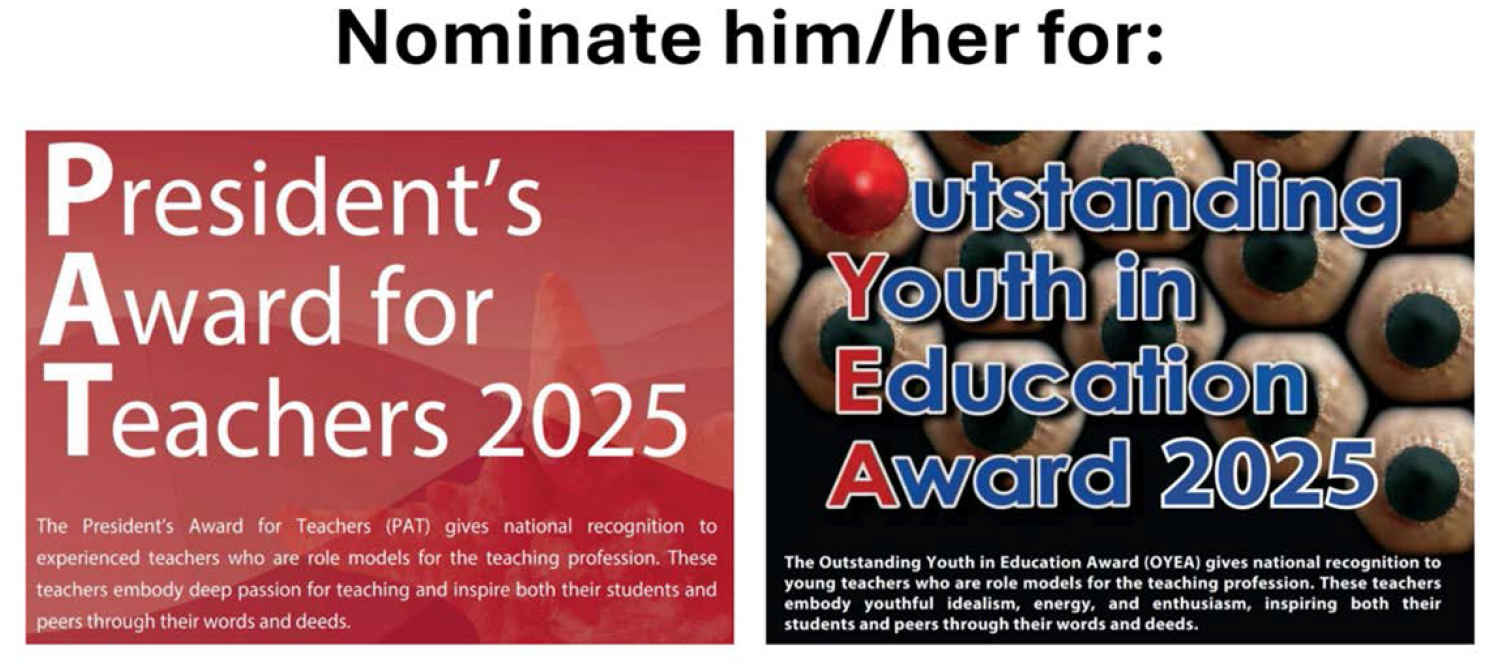 Nominate him/her for:
President's
Award for
Teachers 2025
The President's Award for Teachers (PAT) gives national recognition to
experienced teachers who are role models for the teaching profession. These
teachers embody deep passion for teaching and inspire both their students and
peers through their words and deeds.
Outstanding
Youth in
Education
Award 2025
The Outstanding Youth in Education Award (OYEA) gives national recognition to
young teachers who are role models for the teaching profession. These teachers
embody youthful idealism, energy, and enthusiasm, inspiring both their
students and peers through their words and deeds.